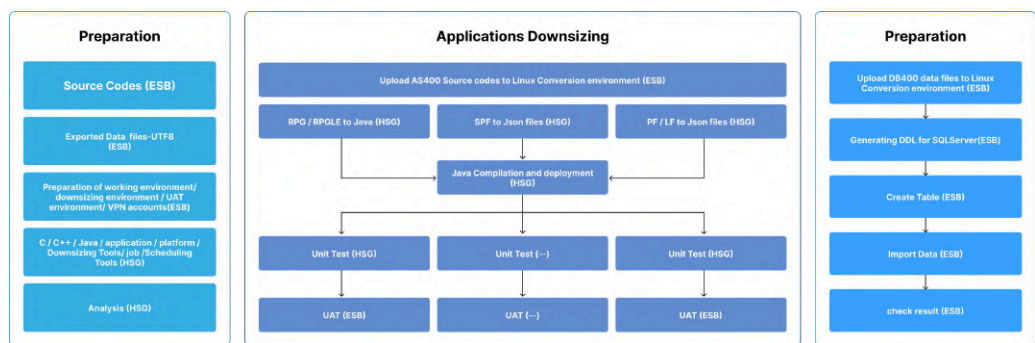 Preparation
Source Codes (ESB)
Exported Data files-UTF8
(ESB)
Preparation of working environment/
downsizing environment / UAT
environment/ VPN accounts(ESB)
C / C++ / Java / application / platform /
Downsizing Tools/ job /Scheduling
Tools (HSG)
Analysis (HSG)
Applications Downsizing
Upload AS400 Source codes to Linux Conversion environment (ESB)
RPG / RPGLE to Java (HSG)
SPF to Json files (HSG)
PF / LF to Json files (HSG)
Java Compilation and deployment
(HSG)
Unit Test (HSG)
Unit Test (···)
Unit Test (HSG)
UAT (ESB)
UAT (···)
UAT (ESB)
Preparation
Upload DB400 data files to Linux
Conversion environment (ESB)
Generating DDL for SQLServer(ESB)
Create Table (ESB)
Import Data (ESB)
check result (ESB)